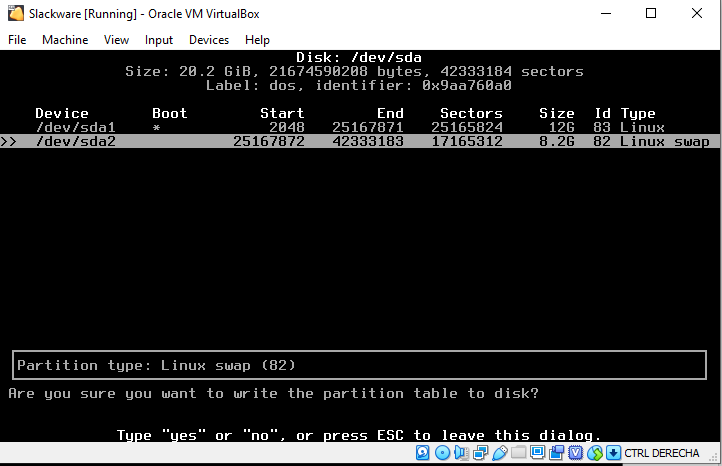 Slackware [Running] - Oracle VM VirtualBox
File Machine View Input Devices Help
Disk: /dev/sda
Size: 20.2 GiB, 21674590208 bytes, 42333184 sectors
Label: dos, identifier: 0x9aa760a0
Device Boot Start End Sectors Size Id Type
/dev/sda1 * 2048 25167871 25165824 12G 83 Linux
>> /dev/sda2 25167872 42333183 17165312 8.2G 82 Linux swap
Partition type: Linux swap (82)
Are you sure you want to write the partition table to disk?
Type "yes" or "no", or press ESC to leave this dialog.
CTRL DERECHA